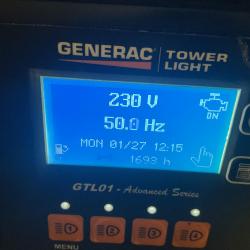 GENERAC TOWER LIGHT
230 V
50.0 Hz
ON
MON 01/27 12:15
1693 h
GTL01 - Advanced Series
MENU